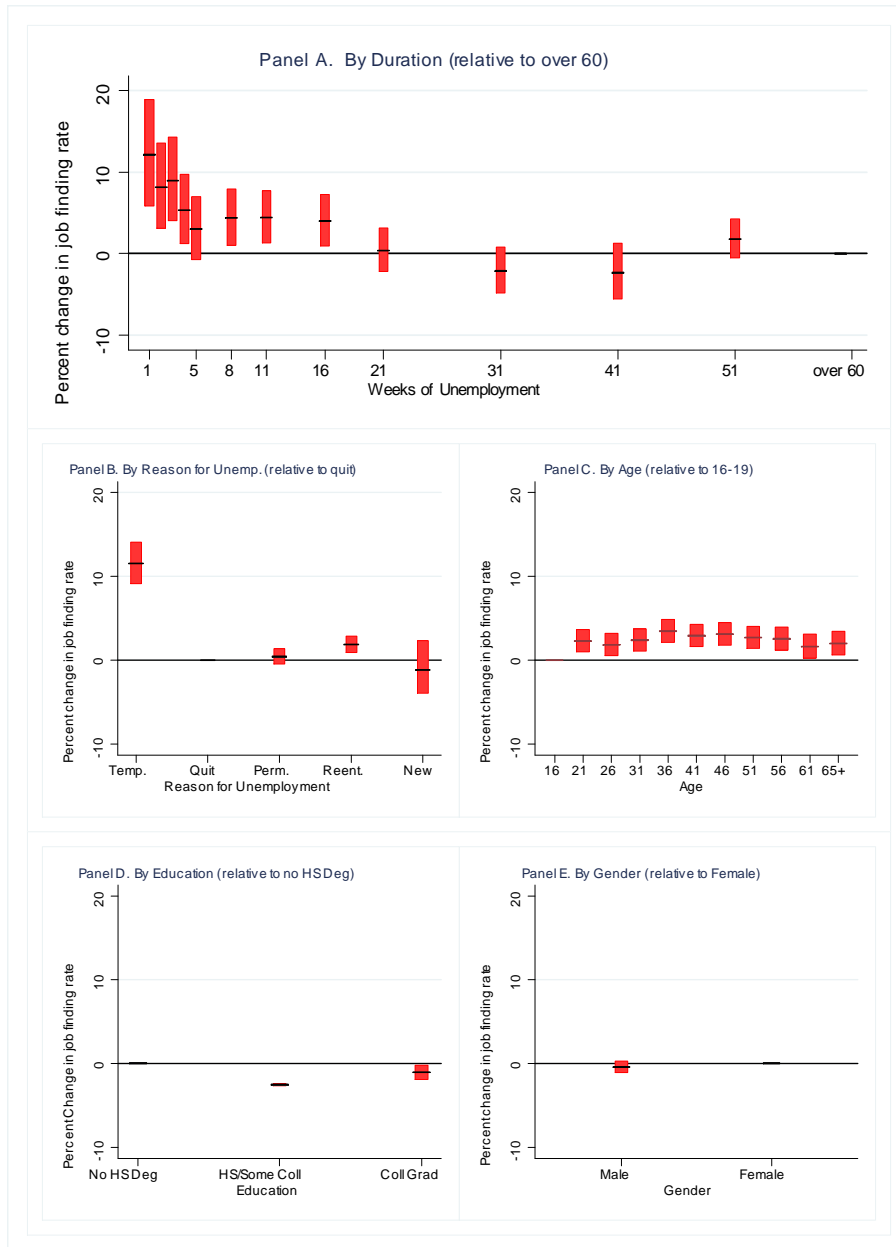 Panel A. By Duration (relative to over 60)
Percent change in job finding rate
20
10
0
-10
1 5 8 11 16 21 31 41 51 over 60
Weeks of Unemployment
Panel B. By Reason for Unemp. (relative to quit)
Percent change in job finding rate
20
10
0
-10
Temp. Quit Perm. Reent. New
Reason for Unemployment
Panel C. By Age (relative to 16-19)
Percent change in job finding rate
20
10
0
-10
16 21 26 31 36 41 46 51 56 61 65+
Age
Panel D. By Education (relative to no HS Deg)
Percent Change in job finding rate
20
10
0
-10
No HS Deg HS/Some Coll Coll Grad
Education
Panel E. By Gender (relative to Female)
Percent change in job finding rate
20
10
0
-10
Male Female
Gender